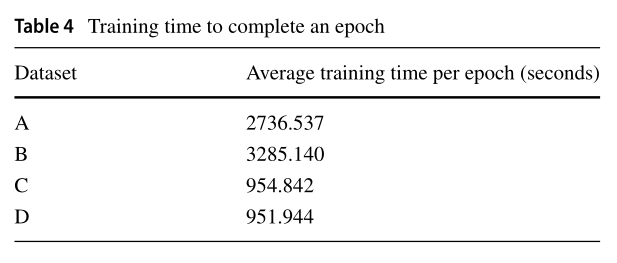 Table 4 Training time to complete an epoch
Dataset Average training time per epoch (seconds)
A 2736.537
B 3285.140
C 954.842
D 951.944